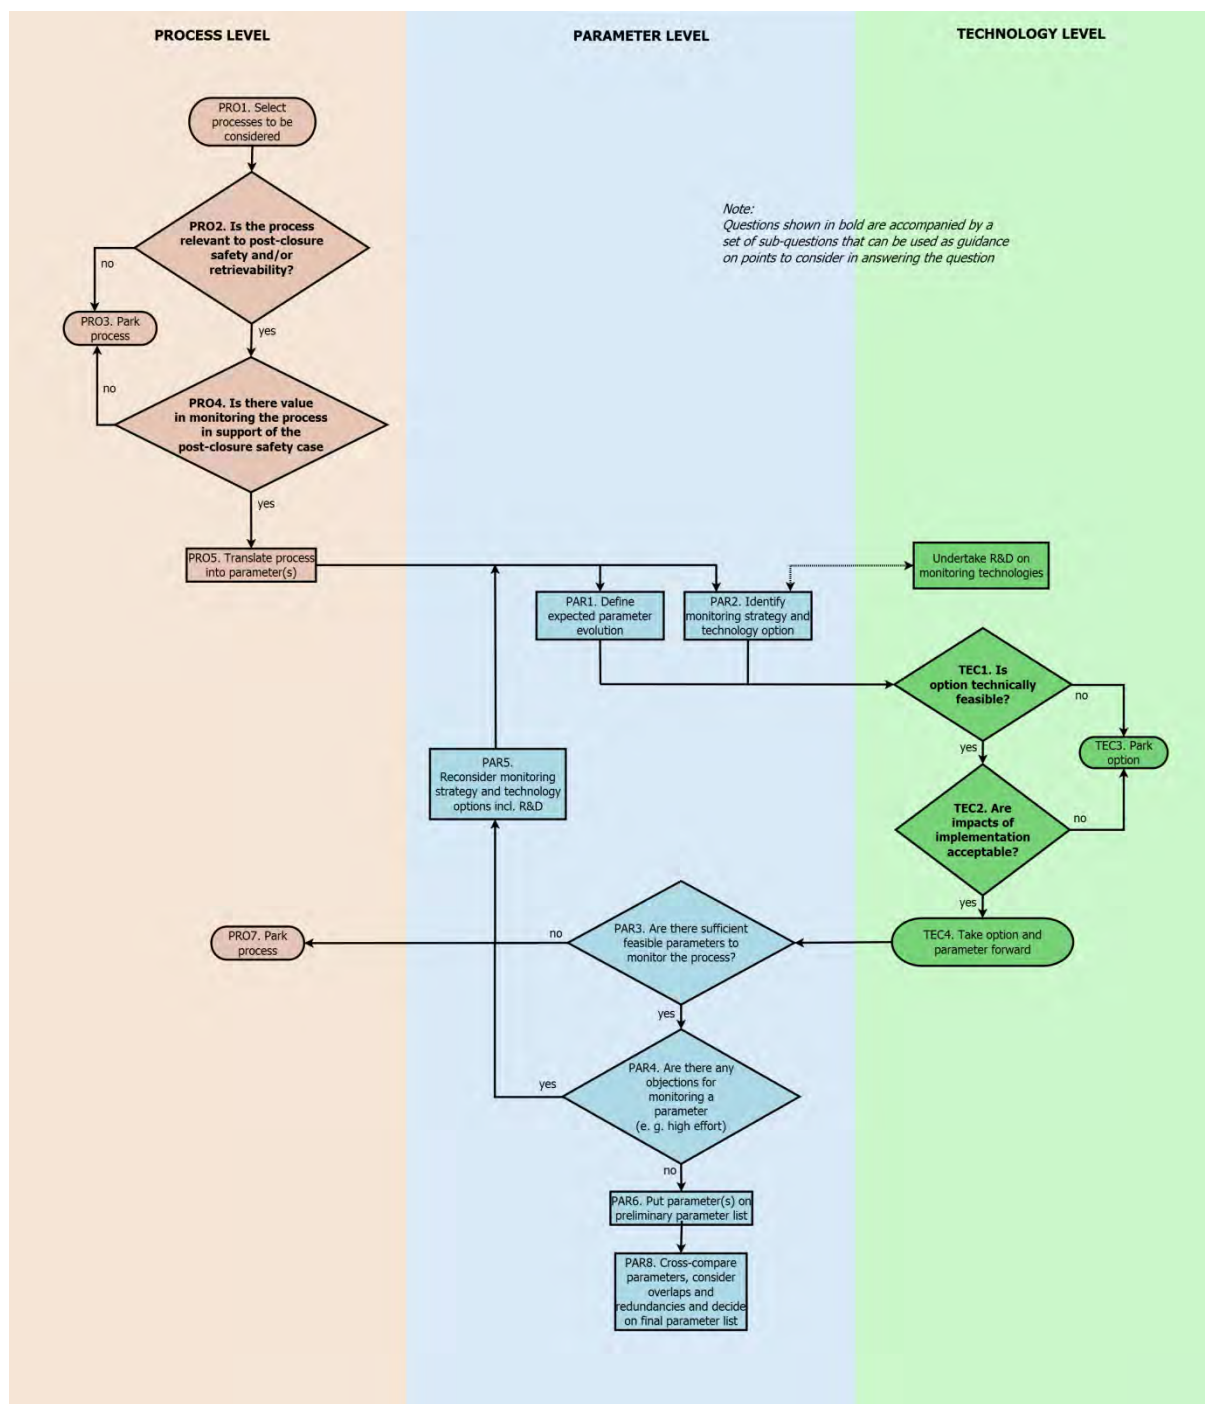 PROCESS LEVEL
PARAMETER LEVEL
TECHNOLOGY LEVEL
PRO1. Select
processes to be
considered
PRO2. Is the process
relevant to post-closure
safety and/or
retrievability?
Note:
Questions shown in bold are accompanied by a
set of sub-questions that can be used as guidance
on points to consider in answering the question
no
PRO3. Park
process
yes
no
PRO4. Is there value
in monitoring the process
in support of the
post-closure safety case
yes
PRO5. Translate process
into parameter(s)
PAR1. Define
expected parameter
evolution
PAR2. Identify
monitoring strategy and
technology option
Undertake R&D on
monitoring technologies
TEC1. Is
option technically
feasible?
no
yes
TEC3. Park
option
PAR5.
Reconsider monitoring
strategy and technology
options incl. R&D
TEC2. Are
impacts of
implementation
acceptable?
no
yes
TEC4. Take option and
parameter forward
PAR3. Are there sufficient
feasible parameters to
monitor the process?
no
PRO7. Park
process
yes
PAR4. Are there any
objections for
monitoring a
parameter
(e. g. high effort)
yes
no
PAR6. Put parameter(s) on
preliminary parameter list
PAR8. Cross-compare
parameters, consider
overlaps and
redundancies and decide
on final parameter list